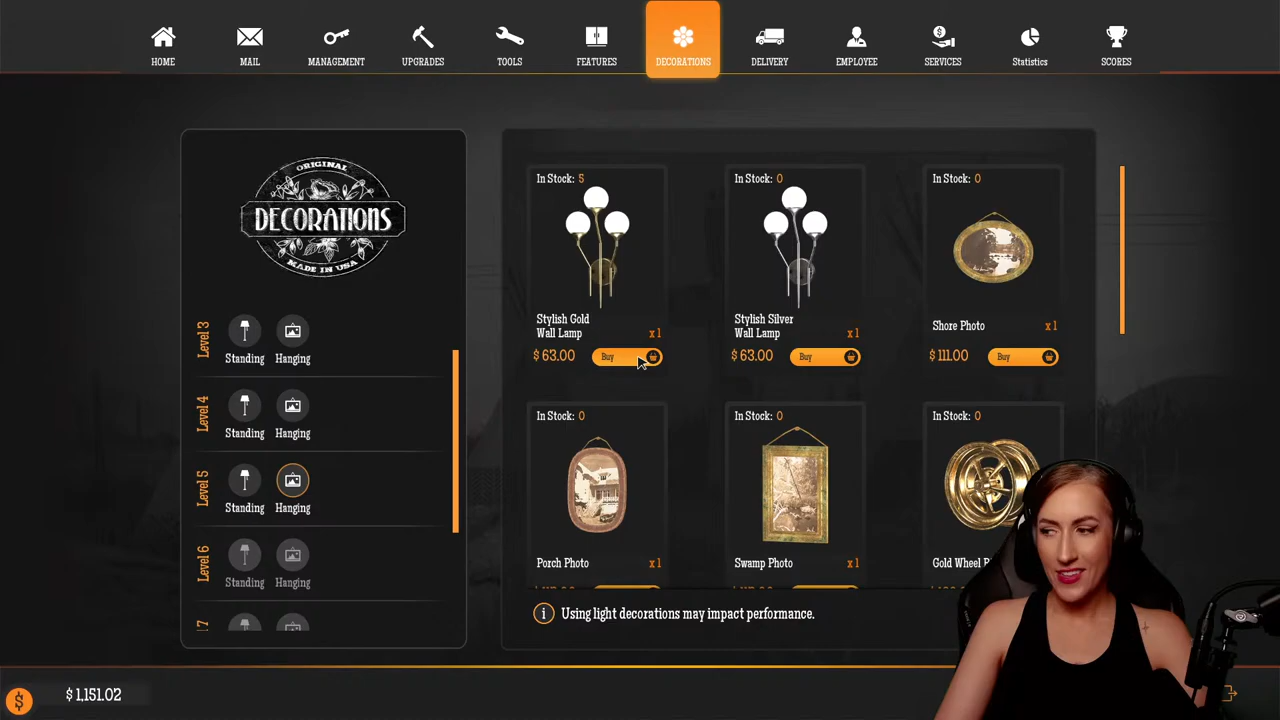 HOME
MAIL
MANAGEMENT
UPGRADES
TOOLS
FEATURES
DECORATIONS
DELIVERY
EMPLOYEE
SERVICES
Statistics
SCORES
ORIGINAL
DECORATIONS
MADE IN USA
Level 3
Standing
Hanging
Level 4
Standing
Hanging
Level 5
Standing
Hanging
Level 6
Standing
Hanging
17
In Stock: 5
Stylish Gold
Wall Lamp
x1
$ 63.00
Buy
In Stock: 0
Stylish Silver
Wall Lamp
x1
$ 63.00
Buy
In Stock: 0
Shore Photo
x1
$ 111.00
Buy
In Stock: 0
Porch Photo
x1
In Stock: 0
Swamp Photo
x1
In Stock: 0
Gold Wheel
Using light decorations may impact performance.
$ 1,151.02